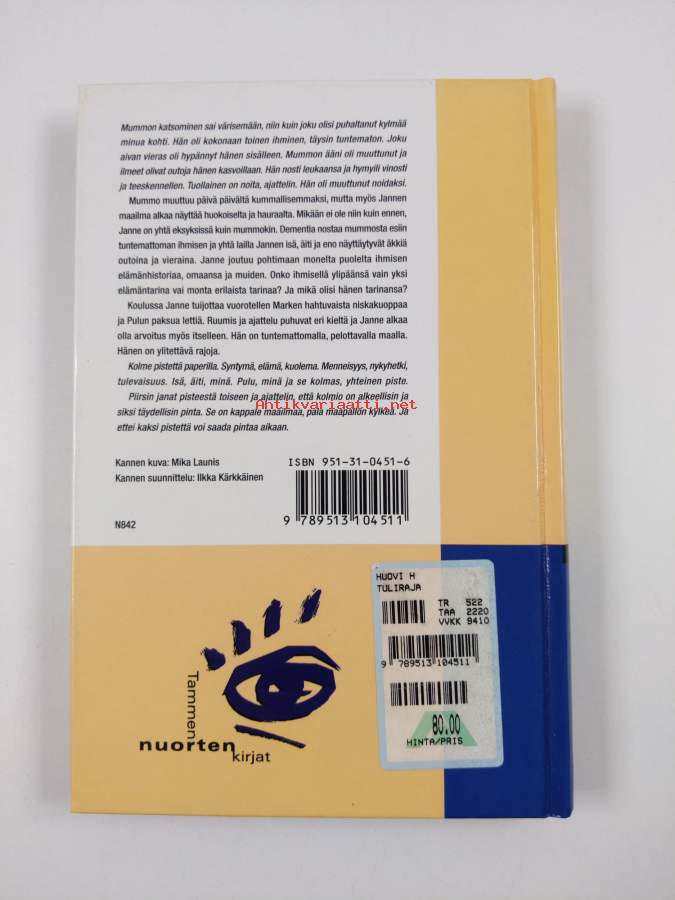 Mummon katsominen sai värisemään, niin kuin joku olisi puhaltanut kylmää
minua kohti. Hän oli kokonaan toinen ihminen, täysin tuntematon. Joku
aivan vieras oli hypännyt hänen sisälleen. Mummon ääni oli muuttunut ja
ilmeet olivat outoja hänen kasvoillaan. Hän nosti leukaansa ja hymyili vinosti
ja teeskennellen. Tuollainen on noita, ajattelin. Hän oli muuttunut noidaksi.
Mummo muuttuu päivä päivältä kummallisemmaksi, mutta myös Jannen
maailma alkaa näyttää huokoiselta ja hauraalta. Mikään ei ole niin kuin ennen,
Janne on yhtä eksyksissä kuin mummokin. Dementia nostaa mummosta esiin
tuntemattoman ihmisen ja yhtä lailla Jannen isä, äiti ja eno näyttäytyvät äkkiä
outoina ja vieraina. Janne joutuu pohtimaan monelta puolelta ihmisen
elämänhistoriaa, omaansa ja muiden. Onko ihmisellä ylipäänsä vain yksi
elämäntarina vai monta erilaista tarinaa? Ja mikä olisi hänen tarinansa?
Koulussa Janne tuijottaa vuorotellen Marken hahtuvaista niskakuoppaa
ja Pulun paksua lettiä. Ruumis ja ajattelu puhuvat eri kieltä ja Janne alkaa
olla arvoitus myös itselleen. Hän on tuntemattomalla, pelottavalla maalla.
Hänen on ylitettävä rajoja.
Kolme pistettä paperilla. Syntymä, elämä, kuolema. Menneisyys, nykyhetki,
tulevaisuus. Isä, äiti, minä. Pulu, minä ja se kolmas, yhteinen piste.
Piirsin janat pisteestä toiseen ja ajattelin, että kolmio on alkeellisin ja
siksi täydellisin pinta. Se on kappale maailmaa, pala maapallon kylkeä. Ja
ettei kaksi pistettä voi saada pintaa aikaan.
Antikvariaatti.net
Kannen kuva: Mika Launis
Kannen suunnittelu: Ilkka Kärkkäinen
ISBN 951-31-0451-6
9 789513 104511
N842
HUOVI H
TULIRAJA
TR 522
TAA 2220
VVKK 9410
9 789513 104511
80.00
HINTA/PRIS
Tammen
nuorten
kirjat